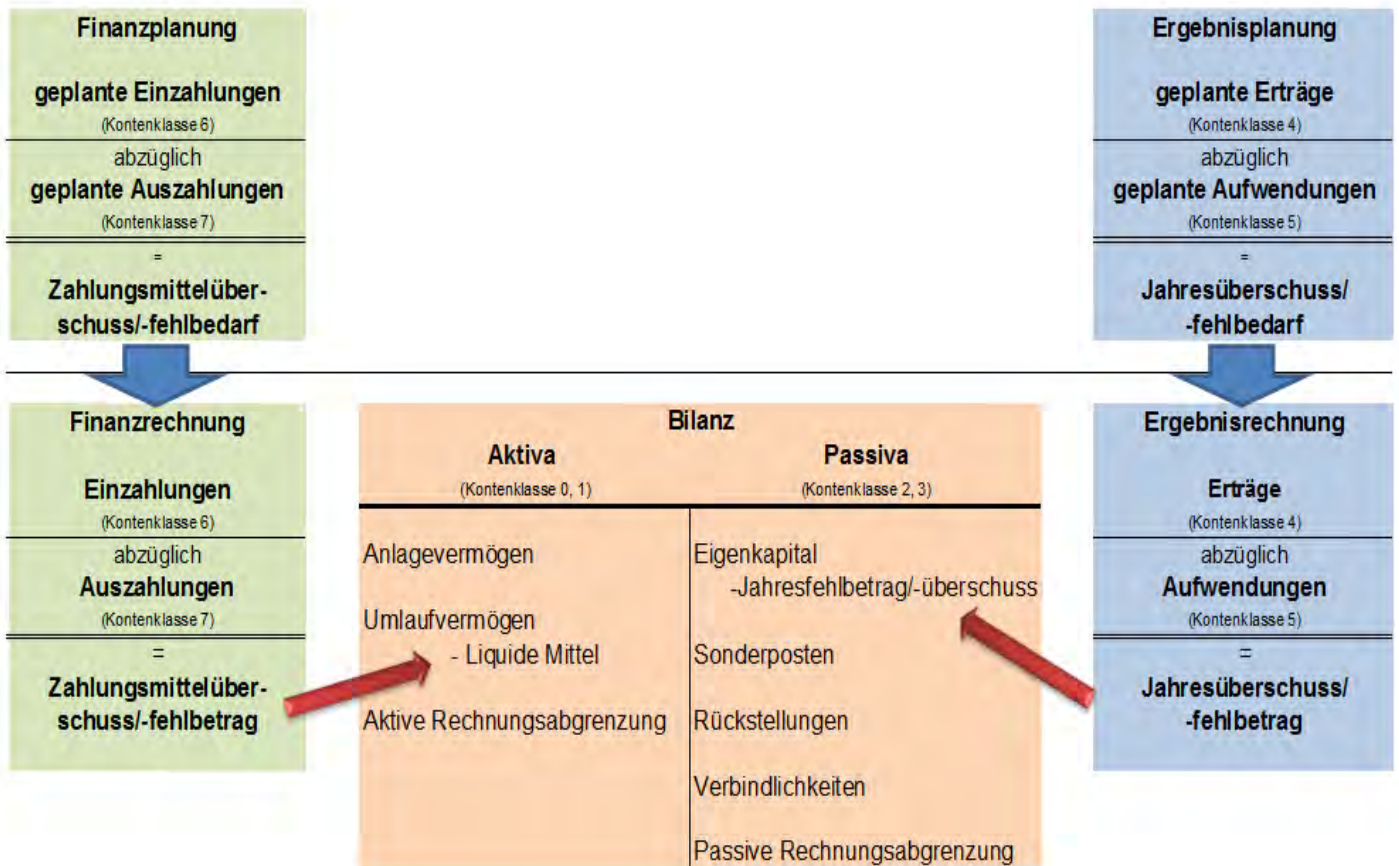 Finanzplanung
geplante Einzahlungen
(Kontenklasse 6)
abzüglich
geplante Auszahlungen
(Kontenklasse 7)
=
Zahlungsmittelüber-
schuss/-fehlbedarf
Ergebnisplanung
geplante Erträge
(Kontenklasse 4)
abzüglich
geplante Aufwendungen
(Kontenklasse 5)
=
Jahresüberschuss/
-fehlbedarf
Finanzrechnung
Einzahlungen
(Kontenklasse 6)
abzüglich
Auszahlungen
(Kontenklasse 7)
=
Zahlungsmittelüber-
schuss/-fehlbetrag
Bilanz
Aktiva
(Kontenklasse 0, 1)
Anlagevermögen
Umlaufvermögen
- Liquide Mittel
Aktive Rechnungsabgrenzung
Passiva
(Kontenklasse 2, 3)
Eigenkapital
-Jahresfehlbetrag/-überschuss
Sonderposten
Rückstellungen
Verbindlichkeiten
Passive Rechnungsabgrenzung
Ergebnisrechnung
Erträge
(Kontenklasse 4)
abzüglich
Aufwendungen
(Kontenklasse 5)
=
Jahresüberschuss/
-fehlbetrag